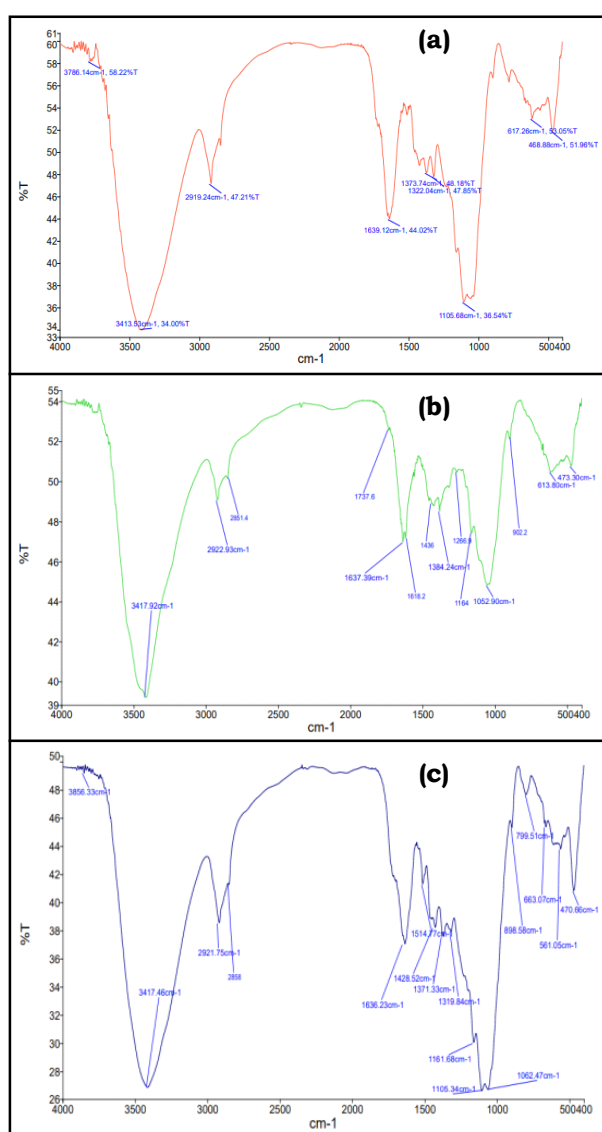 (a)
61
60
58
56
54
52
50
48
46
44
42
40
38
36
34
33
%T
3786.14cm-1, 58.22%T
2919.24cm-1, 47.21%T
3413.53cm-1, 34.00%T
1639.12cm-1, 44.02%T
1373.74cm-1, 48.18%T
1322.04cm-1, 47.85%T
1105.68cm-1, 36.54%T
617.26cm-1, 53.05%T
468.88cm-1, 51.96%T
4000 3500 3000 2500 2000 1500 1000 500400
cm-1
(b)
55
54
52
50
48
46
44
42
40
39
%T
3417.92cm-1
2922.93cm-1
2851.4
1737.6
1637.39cm-1
1618.2
1436
1384.24cm-1
1266.9
1164
1052.90cm-1
902.2
613.80cm-1
473.30cm-1
4000 3500 3000 2500 2000 1500 1000 500400
cm-1
(c)
50
48
46
44
42
40
38
36
34
32
30
28
26
%T
3856.33cm-1
3417.46cm-1
2921.75cm-1
2858
1636.23cm-1
1514.77cm-1
1428.52cm-1
1371.33cm-1
1319.84cm-1
1161.68cm-1
1105.34cm-1
1062.47cm-1
898.58cm-1
799.51cm-1
663.07cm-1
561.05cm-1
470.66cm-1
4000 3500 3000 2500 2000 1500 1000 500400
cm-1